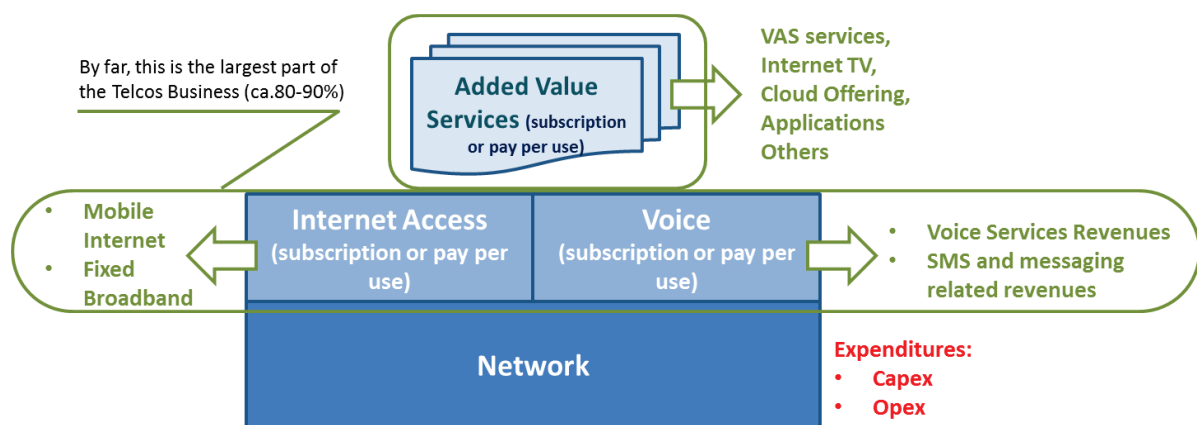 By far, this is the largest part of
the Telcos Business (ca.80-90%)
Added Value
Services (subscription
or pay per use)
VAS services,
Internet TV,
Cloud Offering,
Applications
Others
• Mobile
Internet
• Fixed
Broadband
Internet Access
(subscription or pay per
use)
Voice
(subscription or pay per
use)
• Voice Services Revenues
• SMS and messaging
related revenues
Network
Expenditures:
• Capex
• Opex